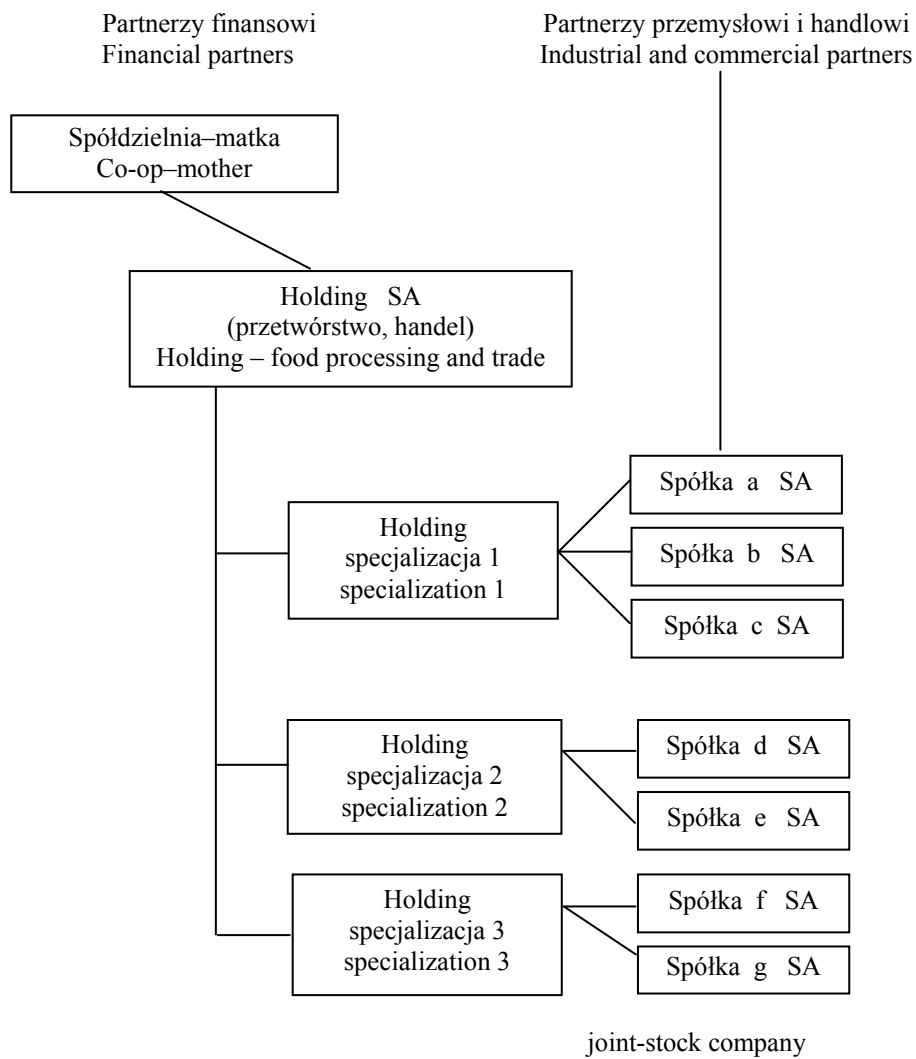 Partnerzy finansowi
Financial partners
Partnerzy przemysłowi i handlowi
Industrial and commercial partners
Spółdzielnia–matka
Co-op–mother
Holding SA
(przetwórstwo, handel)
Holding – food processing and trade
Holding
specjalizacja 1
specialization 1
Spółka a SA
Spółka b SA
Spółka c SA
Holding
specjalizacja 2
specialization 2
Spółka d SA
Spółka e SA
Holding
specjalizacja 3
specialization 3
Spółka f SA
Spółka g SA
joint-stock company